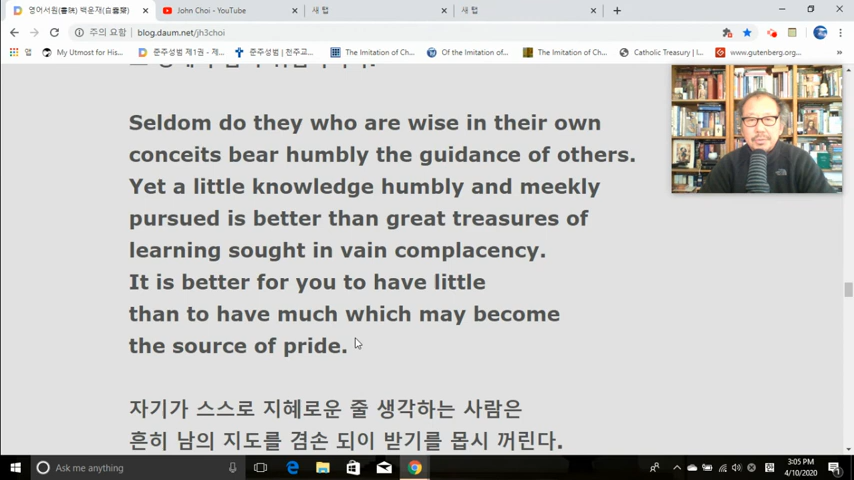 영어서원(書院) 백운재(白雲齋)
John Choi - YouTube
새 탭
새 탭
주의 요함
blog.daum.net/jh3choi
앱
My Utmost for His
준주성범 제1권 - 제
준주성범 | 천주교
The Imitation of Ch
Of the Imitation of
The Imitation of Ch
Catholic Treasury | I
www.gutenberg.org
Seldom do they who are wise in their own
conceits bear humbly the guidance of others.
Yet a little knowledge humbly and meekly
pursued is better than great treasures of
learning sought in vain complacency.
It is better for you to have little
than to have much which may become
the source of pride.
자기가 스스로 지혜로운 줄 생각하는 사람은
흔히 남의 지도를 겸손 되이 받기를 몹시 꺼린다.
Ask me anything
3:05 PM
4/10/2020